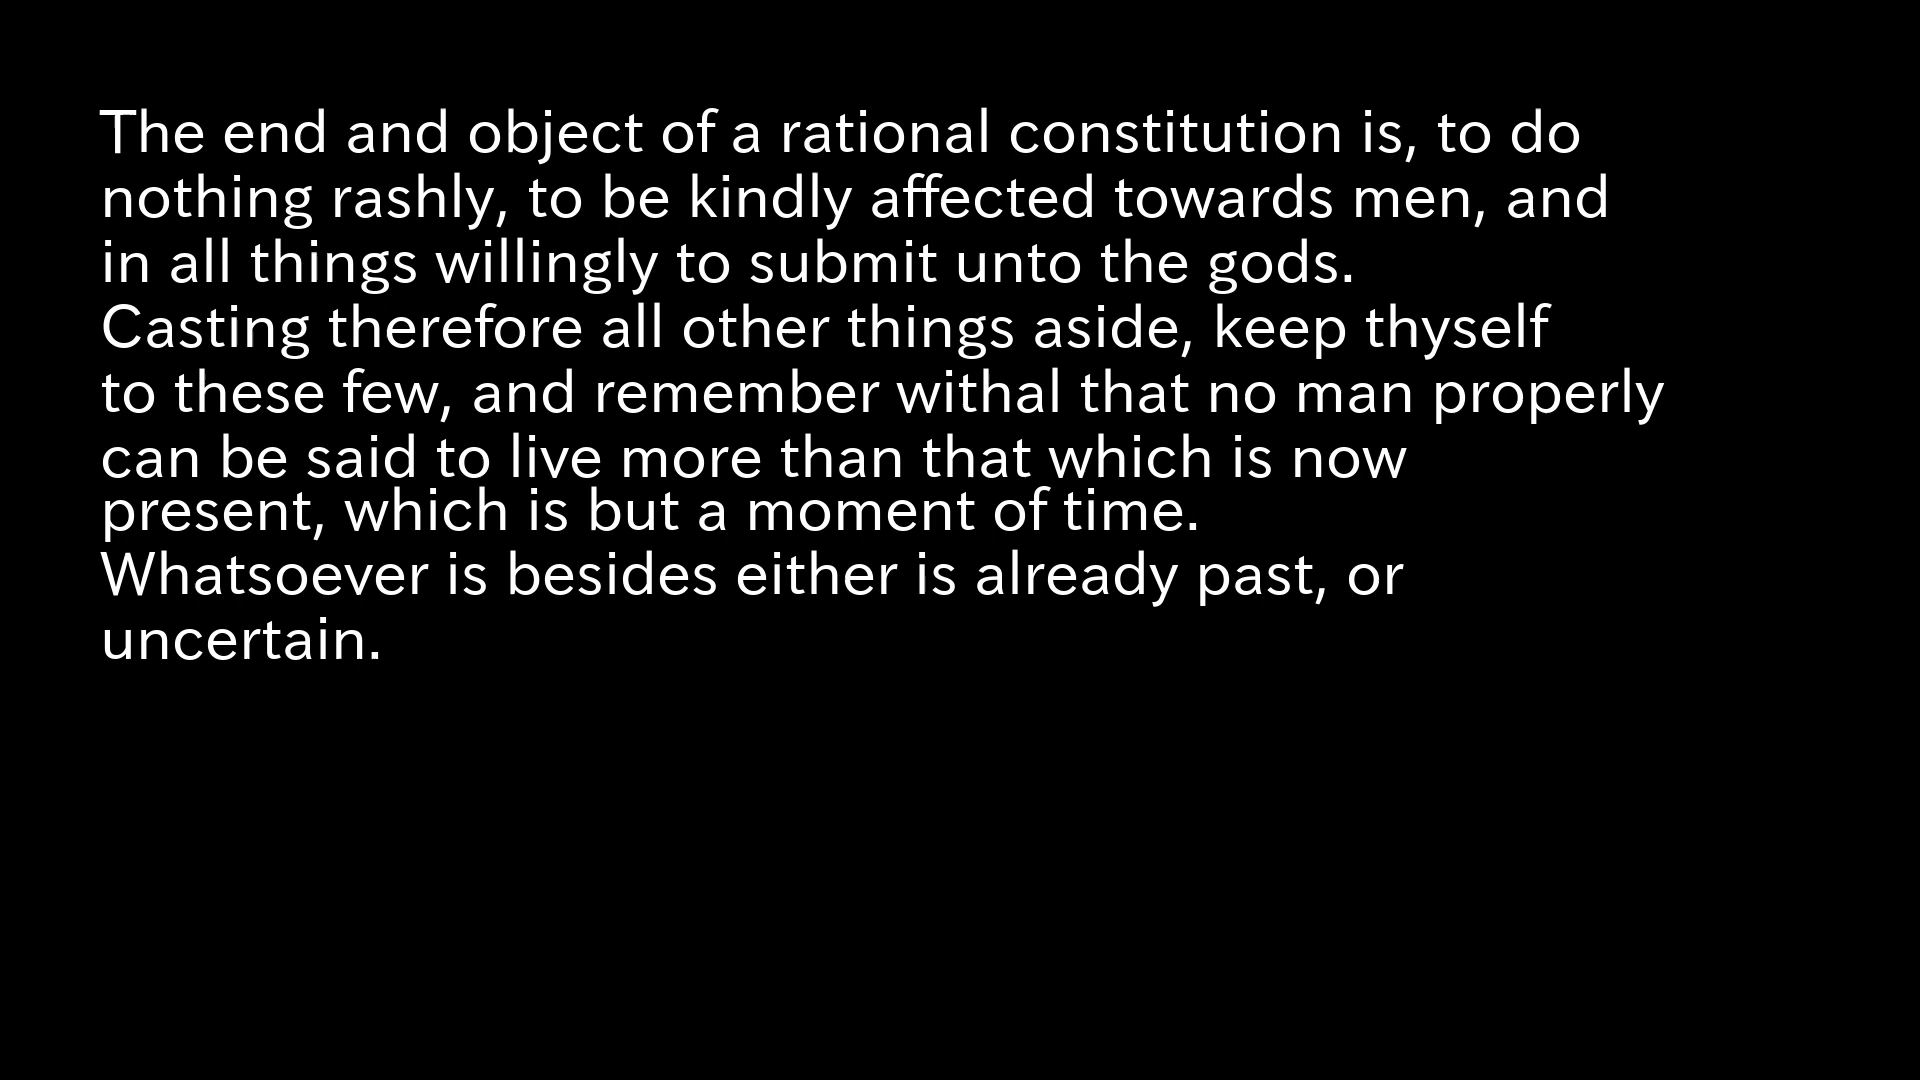 The end and object of a rational constitution is, to do
nothing rashly, to be kindly affected towards men, and
in all things willingly to submit unto the gods.
Casting therefore all other things aside, keep thyself
to these few, and remember withal that no man properly
can be said to live more than that which is now
present, which is but a moment of time.
Whatsoever is besides either is already past, or
uncertain.